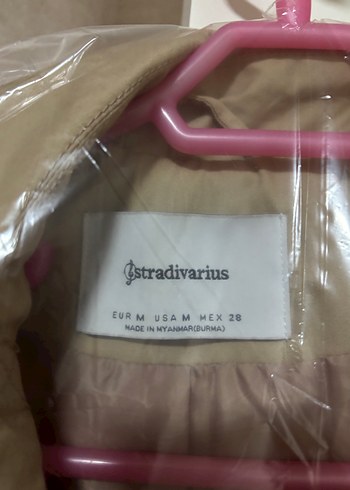 stradivarius
EUR M USA M MEX 28
MADE IN MYANMAR(BURMA)